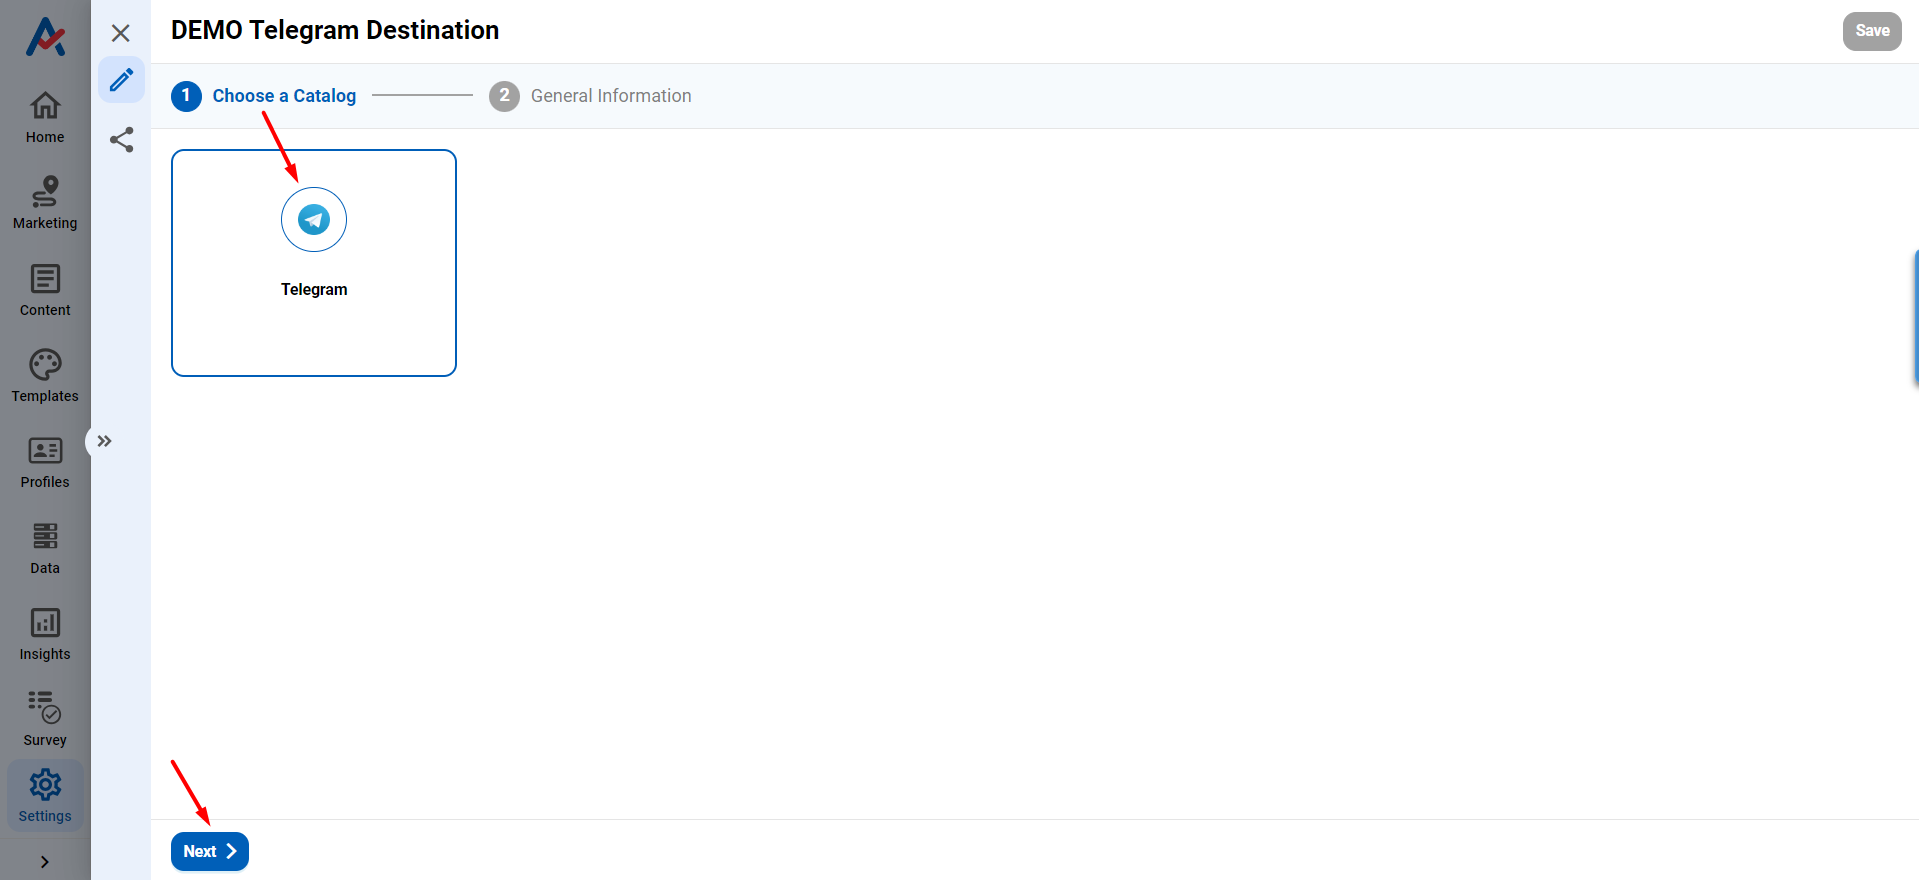 DEMO Telegram Destination
Save
1 Choose a Catalog
2 General Information
Telegram
Next
Home
Marketing
Content
Templates
Profiles
Data
Insights
Survey
Settings